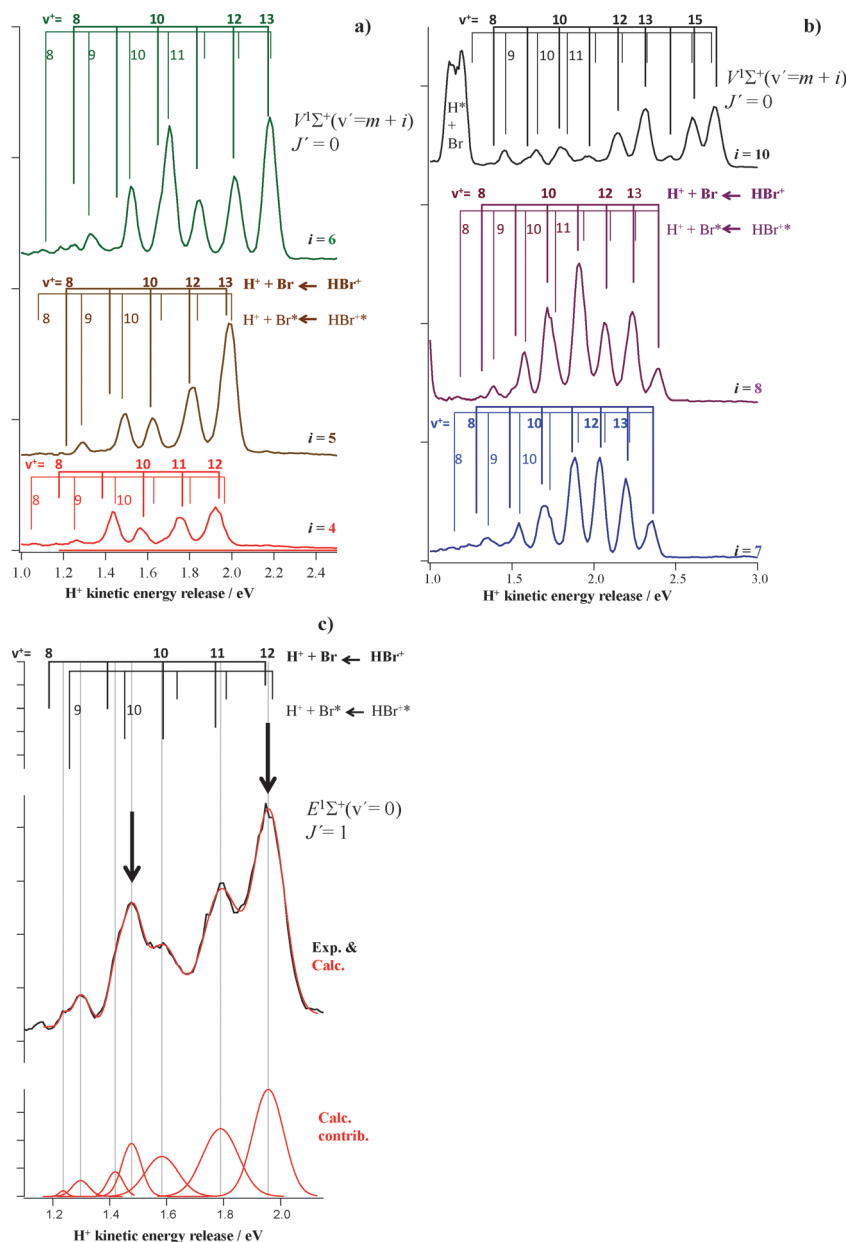 a)
v⁺= 8 10 12 13
8 9 10 11
V¹Σ⁺(v´=m + i)
J´ = 0
i = 6
v⁺= 8 10 12 13 H⁺ + Br ← HBr⁺
8 9 10 H⁺ + Br* ← HBr⁺*
i = 5
v⁺= 8 10 11 12
8 9 10
i = 4
1.0 1.2 1.4 1.6 1.8 2.0 2.2 2.4
H⁺ kinetic energy release / eV
b)
v⁺= 8 10 12 13 15
9 10 11
V¹Σ⁺(v´=m + i)
J´ = 0
H*
+
Br
i = 10
v⁺= 8 10 12 13 H⁺ + Br ← HBr⁺
8 9 10 11 H⁺ + Br* ← HBr⁺*
i = 8
v⁺= 8 10 12 13
8 9 10
i = 7
1.0 1.5 2.0 2.5 3.0
H⁺ kinetic energy release / eV
c)
v⁺= 8 10 11 12 H⁺ + Br ← HBr⁺
9 10 H⁺ + Br* ← HBr⁺*
E¹Σ⁺(v´= 0)
J´= 1
Exp. &
Calc.
Calc.
contrib.
1.2 1.4 1.6 1.8 2.0
H⁺ kinetic energy release / eV